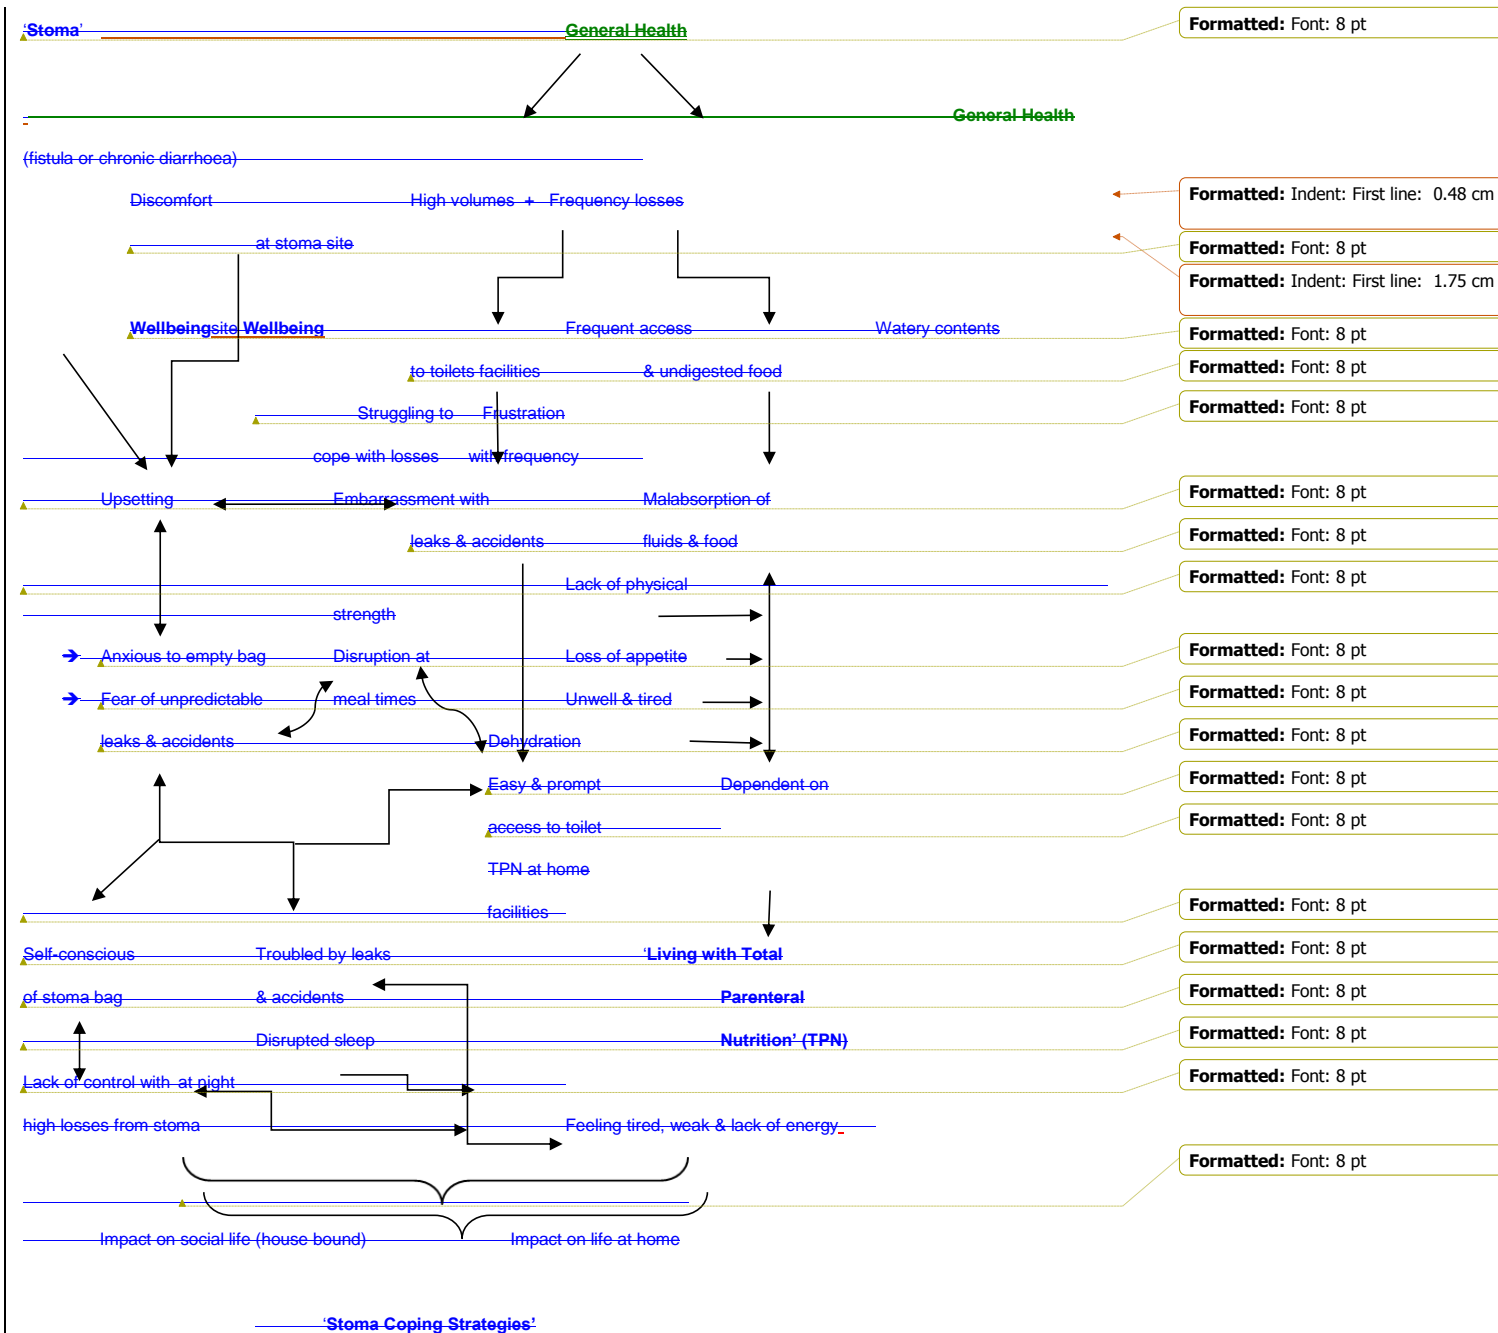 ‘Stoma’ General Health Formatted: Font: 8 pt
General Health
(fistula or chronic diarrhoea)
Discomfort High volumes + Frequency losses Formatted: Indent: First line: 0.48 cm
at stoma site Formatted: Font: 8 pt
Formatted: Indent: First line: 1.75 cm
Wellbeingsite Wellbeing Frequent access Watery contents Formatted: Font: 8 pt
to toilets facilities & undigested food Formatted: Font: 8 pt
Struggling to Frustration Formatted: Font: 8 pt
cope with losses with frequency
Upsetting Embarrassment with Malabsorption of Formatted: Font: 8 pt
leaks & accidents fluids & food Formatted: Font: 8 pt
Lack of physical Formatted: Font: 8 pt
strength
➔ Anxious to empty bag Disruption at Loss of appetite Formatted: Font: 8 pt
➔ Fear of unpredictable meal times Unwell & tired Formatted: Font: 8 pt
leaks & accidents Dehydration Formatted: Font: 8 pt
Easy & prompt Dependent on Formatted: Font: 8 pt
access to toilet Formatted: Font: 8 pt
TPN at home
facilities Formatted: Font: 8 pt
Self-conscious Troubled by leaks ‘Living with Total Formatted: Font: 8 pt
of stoma bag & accidents Parenteral Formatted: Font: 8 pt
Disrupted sleep Nutrition’ (TPN) Formatted: Font: 8 pt
Lack of control with at night Formatted: Font: 8 pt
high losses from stoma Feeling tired, weak & lack of energy
Formatted: Font: 8 pt
Impact on social life (house bound) Impact on life at home
‘Stoma Coping Strategies’